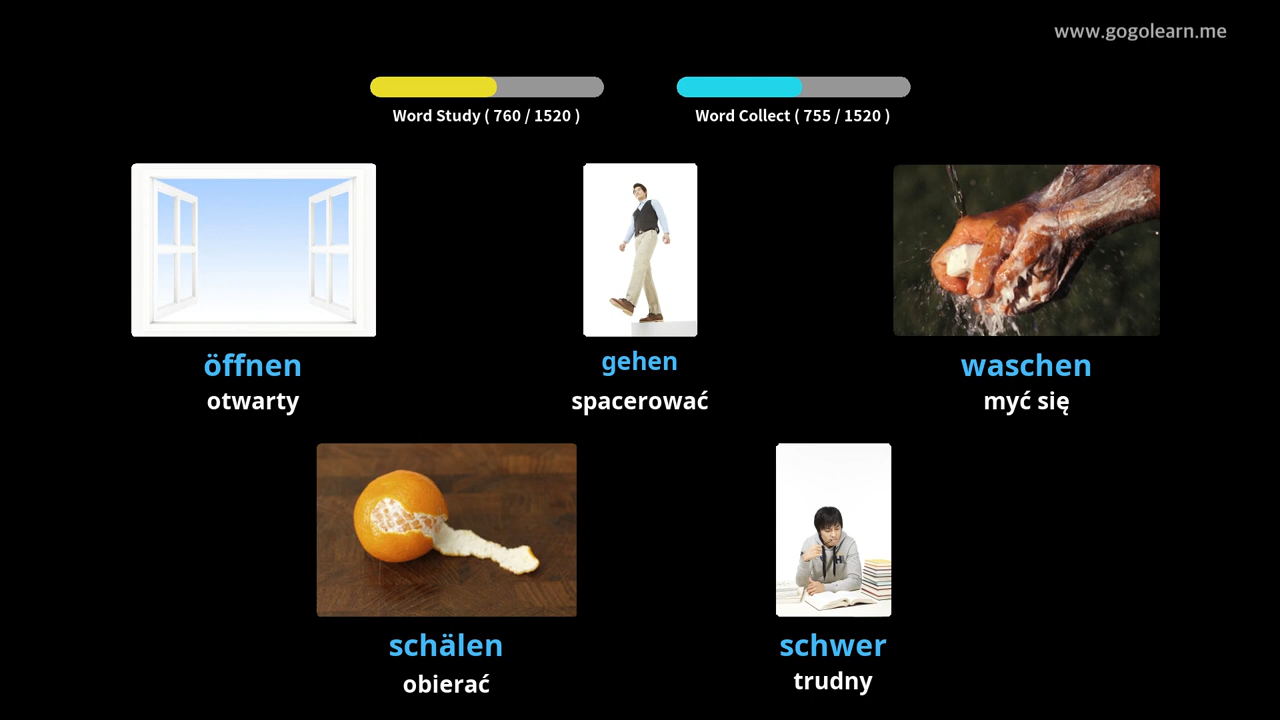 www.gogolearn.me
Word Study ( 760 / 1520 )
Word Collect ( 755 / 1520 )
öffnen
otwarty
gehen
spacerować
waschen
myć się
schälen
obierać
schwer
trudny